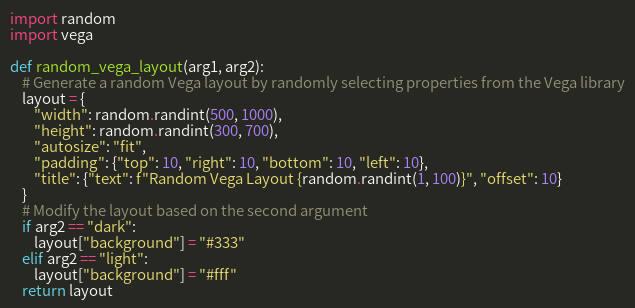 import random
import vega

def random_vega_layout(arg1, arg2):
    # Generate a random Vega layout by randomly selecting properties from the Vega library
    layout = {
        "width": random.randint(500, 1000),
        "height": random.randint(300, 700),
        "autosize": "fit",
        "padding": {"top": 10, "right": 10, "bottom": 10, "left": 10},
        "title": {"text": f"Random Vega Layout {random.randint(1, 100)}", "offset": 10}
    }
    # Modify the layout based on the second argument
    if arg2 == "dark":
        layout["background"] = "#333"
    elif arg2 == "light":
        layout["background"] = "#fff"
    return layout